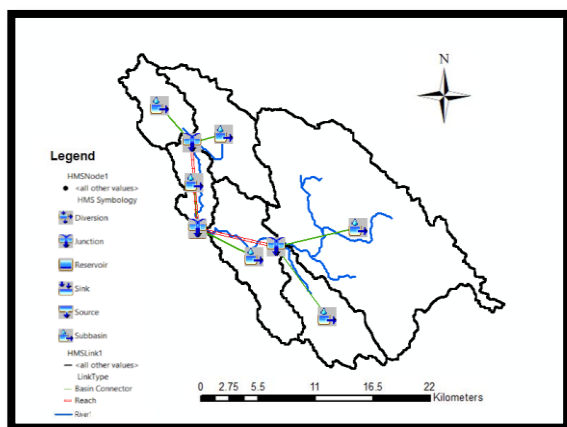 N
Legend
HMSNode1
<all other values>
HMS Symbology
Diversion
Junction
Reservoir
Sink
Source
Subbasin
HMSLink1
<all other values>
LinkType
Basin Connector
Reach
River1
0 2.75 5.5 11 16.5 22
Kilometers